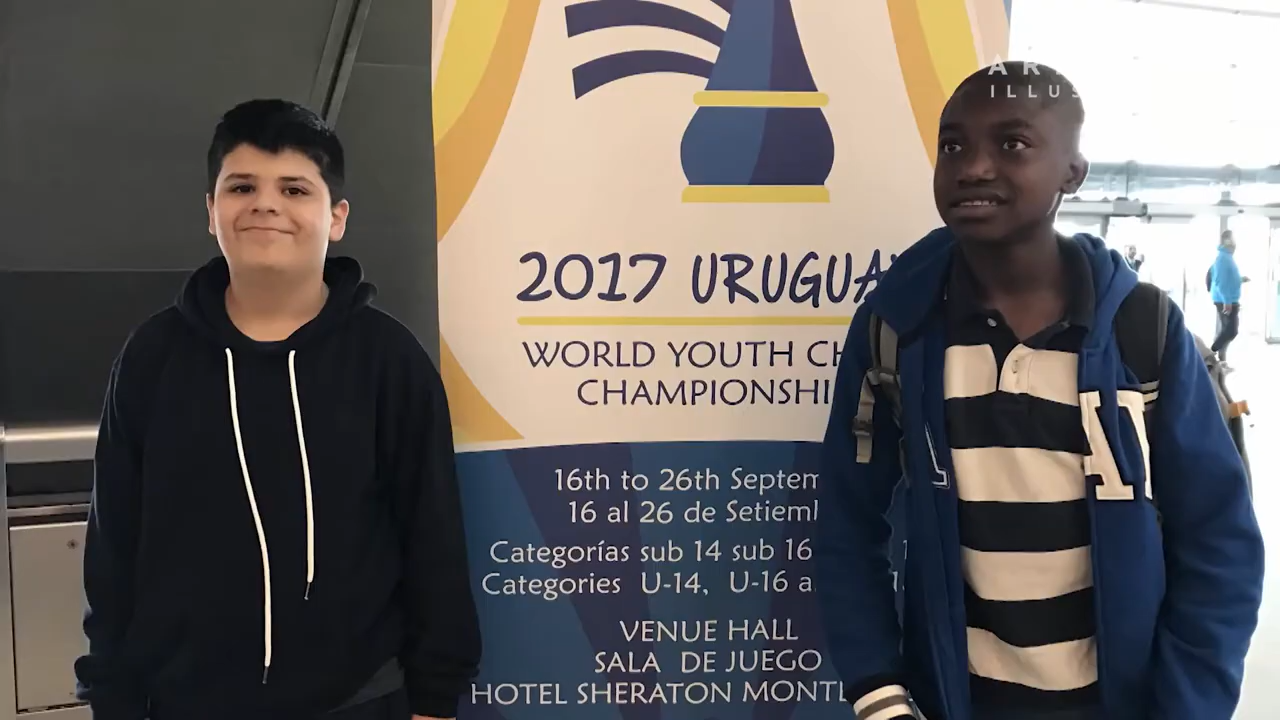 2017 URUGUA
WORLD YOUTH CH
CHAMPIONSHI
16th to 26th Septem
16 al 26 de Setiem
Categorías sub 14 sub 16
Categories U-14, U-16 a
VENUE HALL
SALA DE JUEGO
HOTEL SHERATON MONT
ILLUS